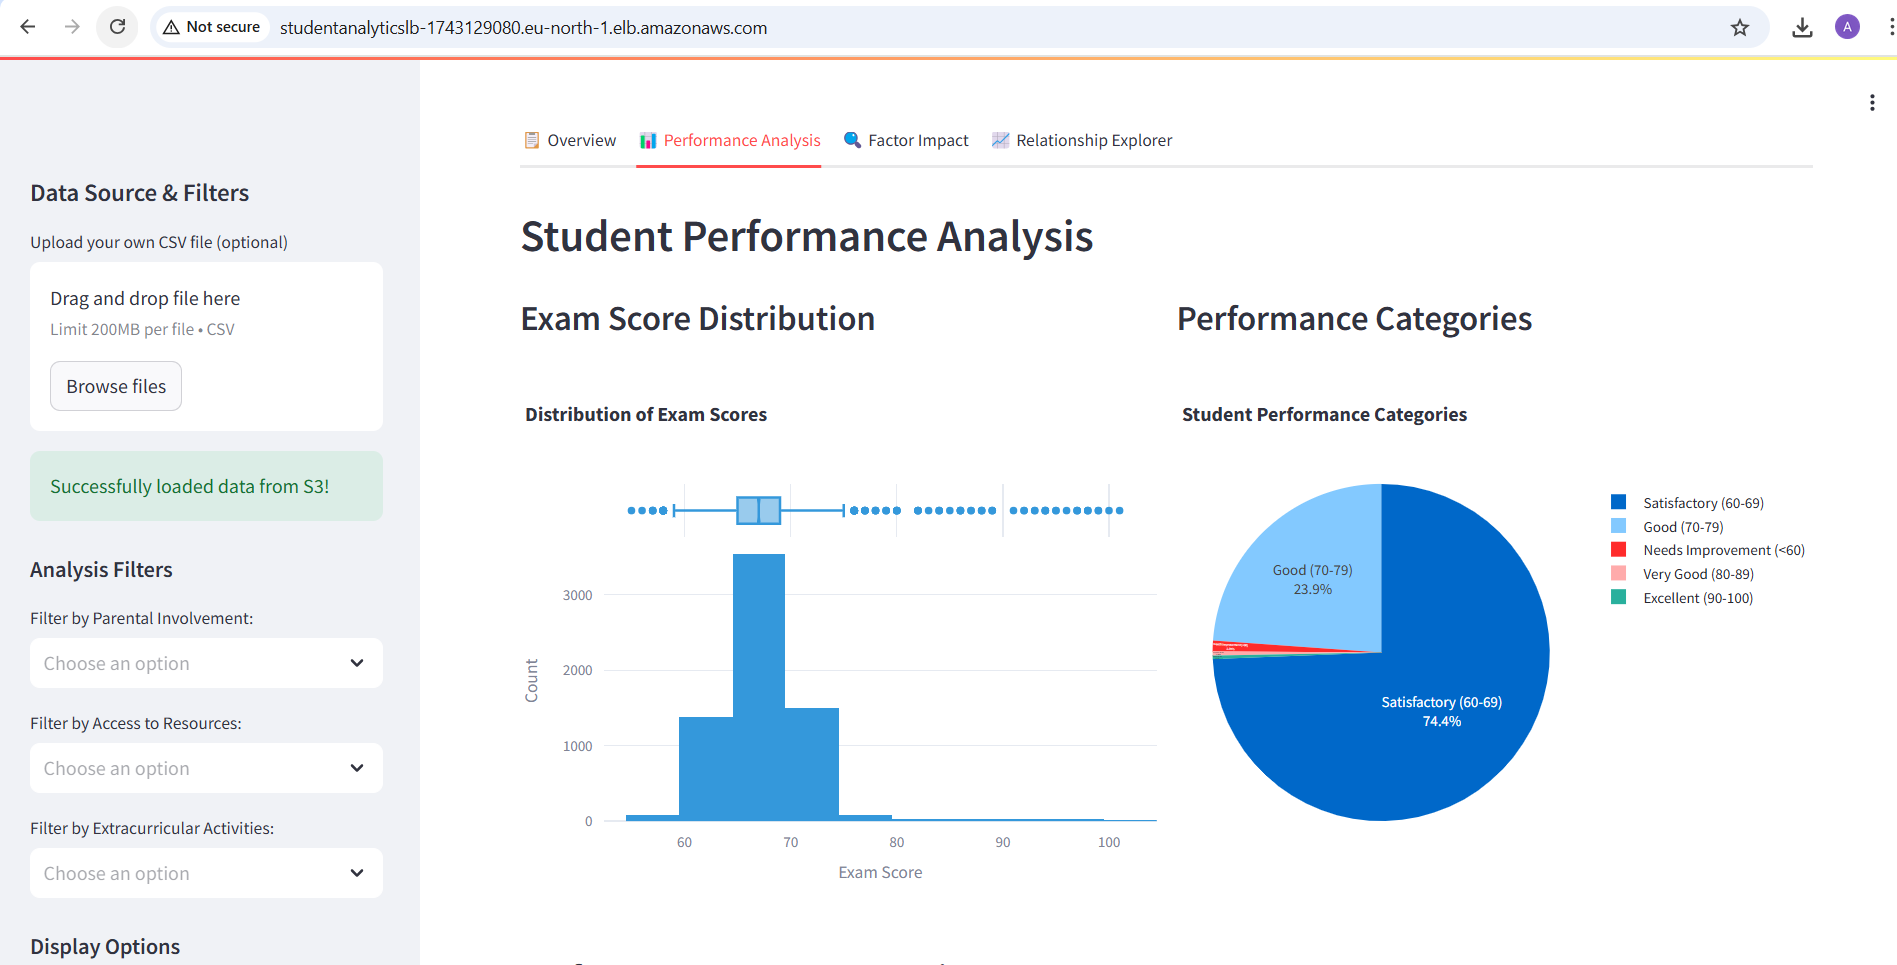 Not secure
studentanalyticslb-1743129080.eu-north-1.elb.amazonaws.com
A
Data Source & Filters
Upload your own CSV file (optional)
Drag and drop file here
Limit 200MB per file • CSV
Browse files
Successfully loaded data from S3!
Analysis Filters
Filter by Parental Involvement:
Choose an option
Filter by Access to Resources:
Choose an option
Filter by Extracurricular Activities:
Choose an option
Display Options
Overview
Performance Analysis
Factor Impact
Relationship Explorer
Student Performance Analysis
Exam Score Distribution
Distribution of Exam Scores
3000
2000
1000
0
Count
60
70
80
90
100
Exam Score
Performance Categories
Student Performance Categories
Good (70-79)
23.9%
Satisfactory (60-69)
74.4%
Satisfactory (60-69)
Good (70-79)
Needs Improvement (<60)
Very Good (80-89)
Excellent (90-100)